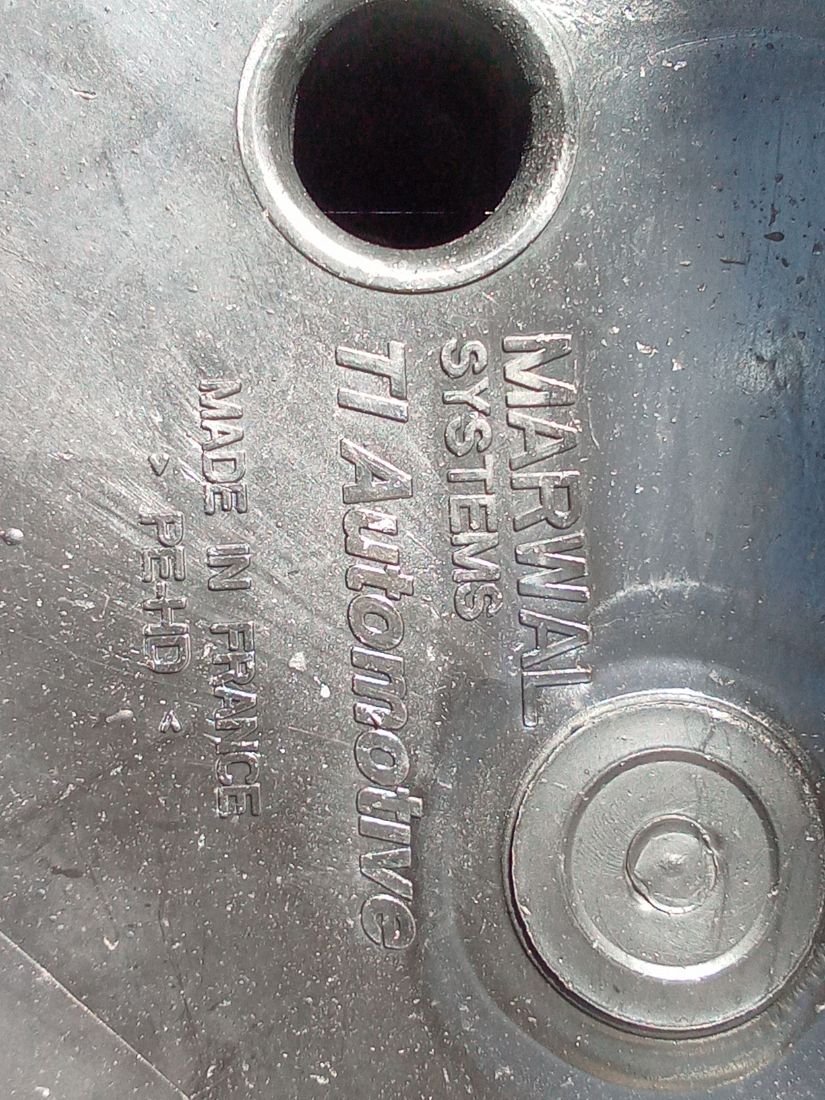 MARWAL
SYSTEMS
TI Automotive
MADE IN FRANCE
> PE-HD <